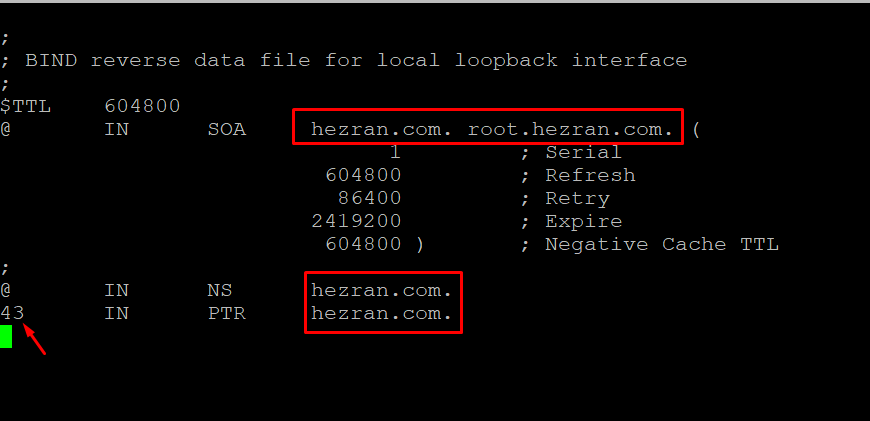 ;
; BIND reverse data file for local loopback interface
;
$TTL    604800
@       IN      SOA     hezran.com. root.hezran.com. (
                              1         ; Serial
                         604800         ; Refresh
                          86400         ; Retry
                        2419200         ; Expire
                         604800 )       ; Negative Cache TTL
;
@       IN      NS      hezran.com.
43      IN      PTR     hezran.com.